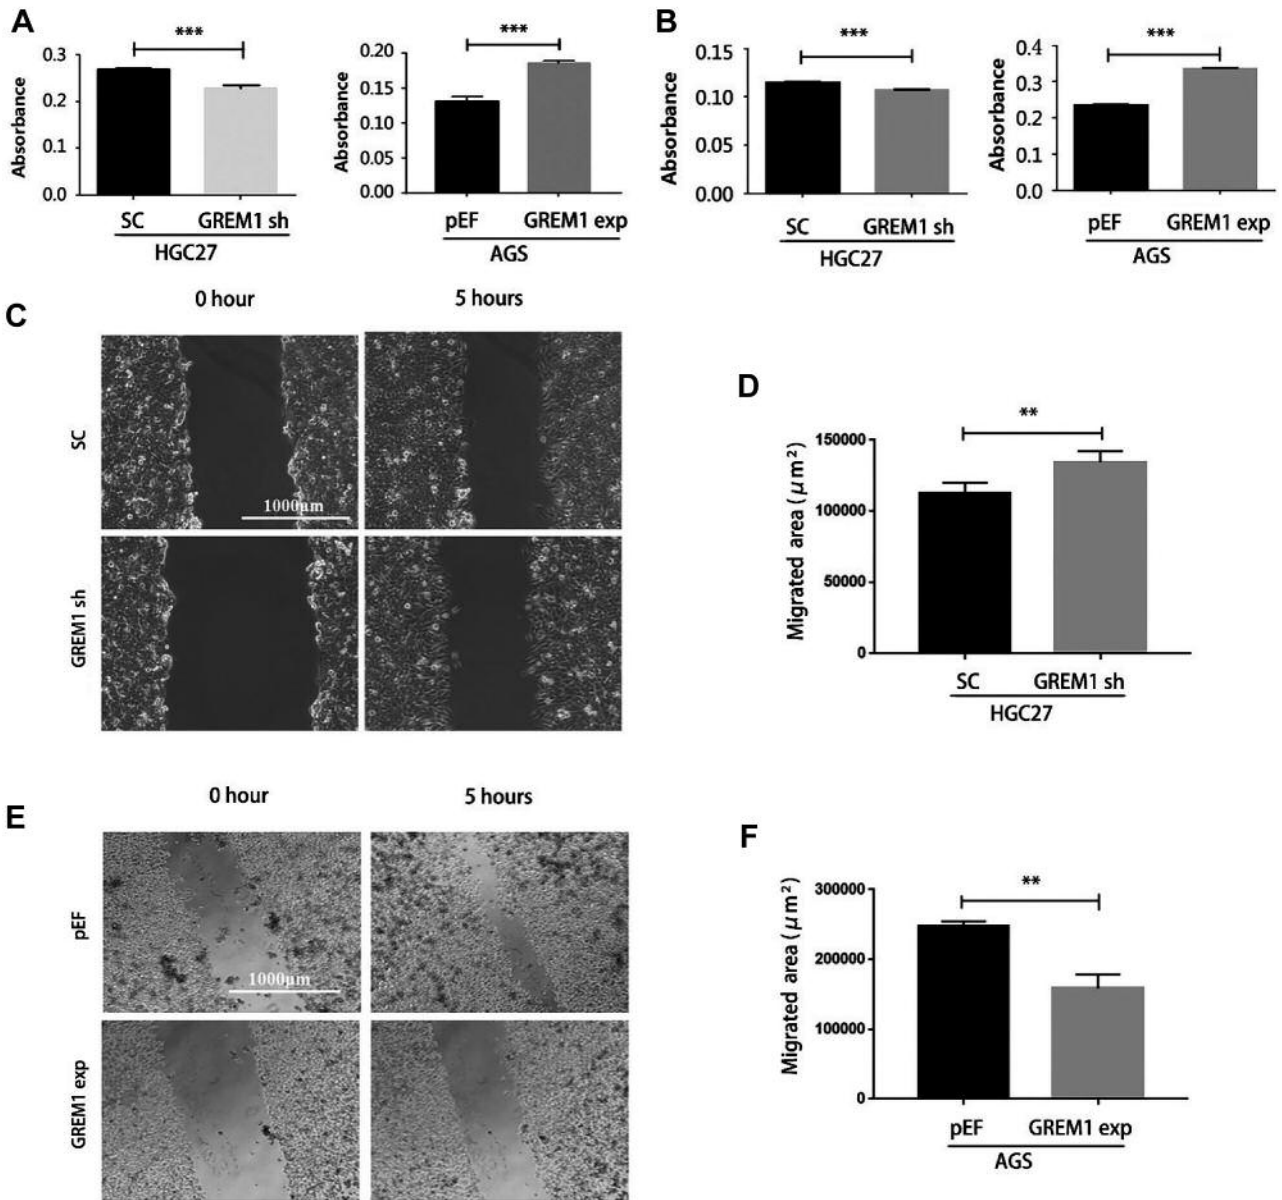 A
B
***
***
***
***
Absorbance
0.3
0.2
0.1
0.0
SC
GREM1 sh
HGC27
Absorbance
0.20
0.15
0.10
0.05
0.00
pEF
GREM1 exp
AGS
Absorbance
0.15
0.10
0.05
0.00
SC
GREM1 sh
HGC27
Absorbance
0.4
0.3
0.2
0.1
0.0
pEF
GREM1 exp
AGS
C
0 hour
5 hours
SC
1000μm
GREM1 sh
D
**
Migrated area (μm²)
150000
100000
50000
0
SC
GREM1 sh
HGC27
E
0 hour
5 hours
pEF
1000μm
GREM1 exp
F
**
Migrated area (μm²)
300000
200000
100000
0
pEF
GREM1 exp
AGS